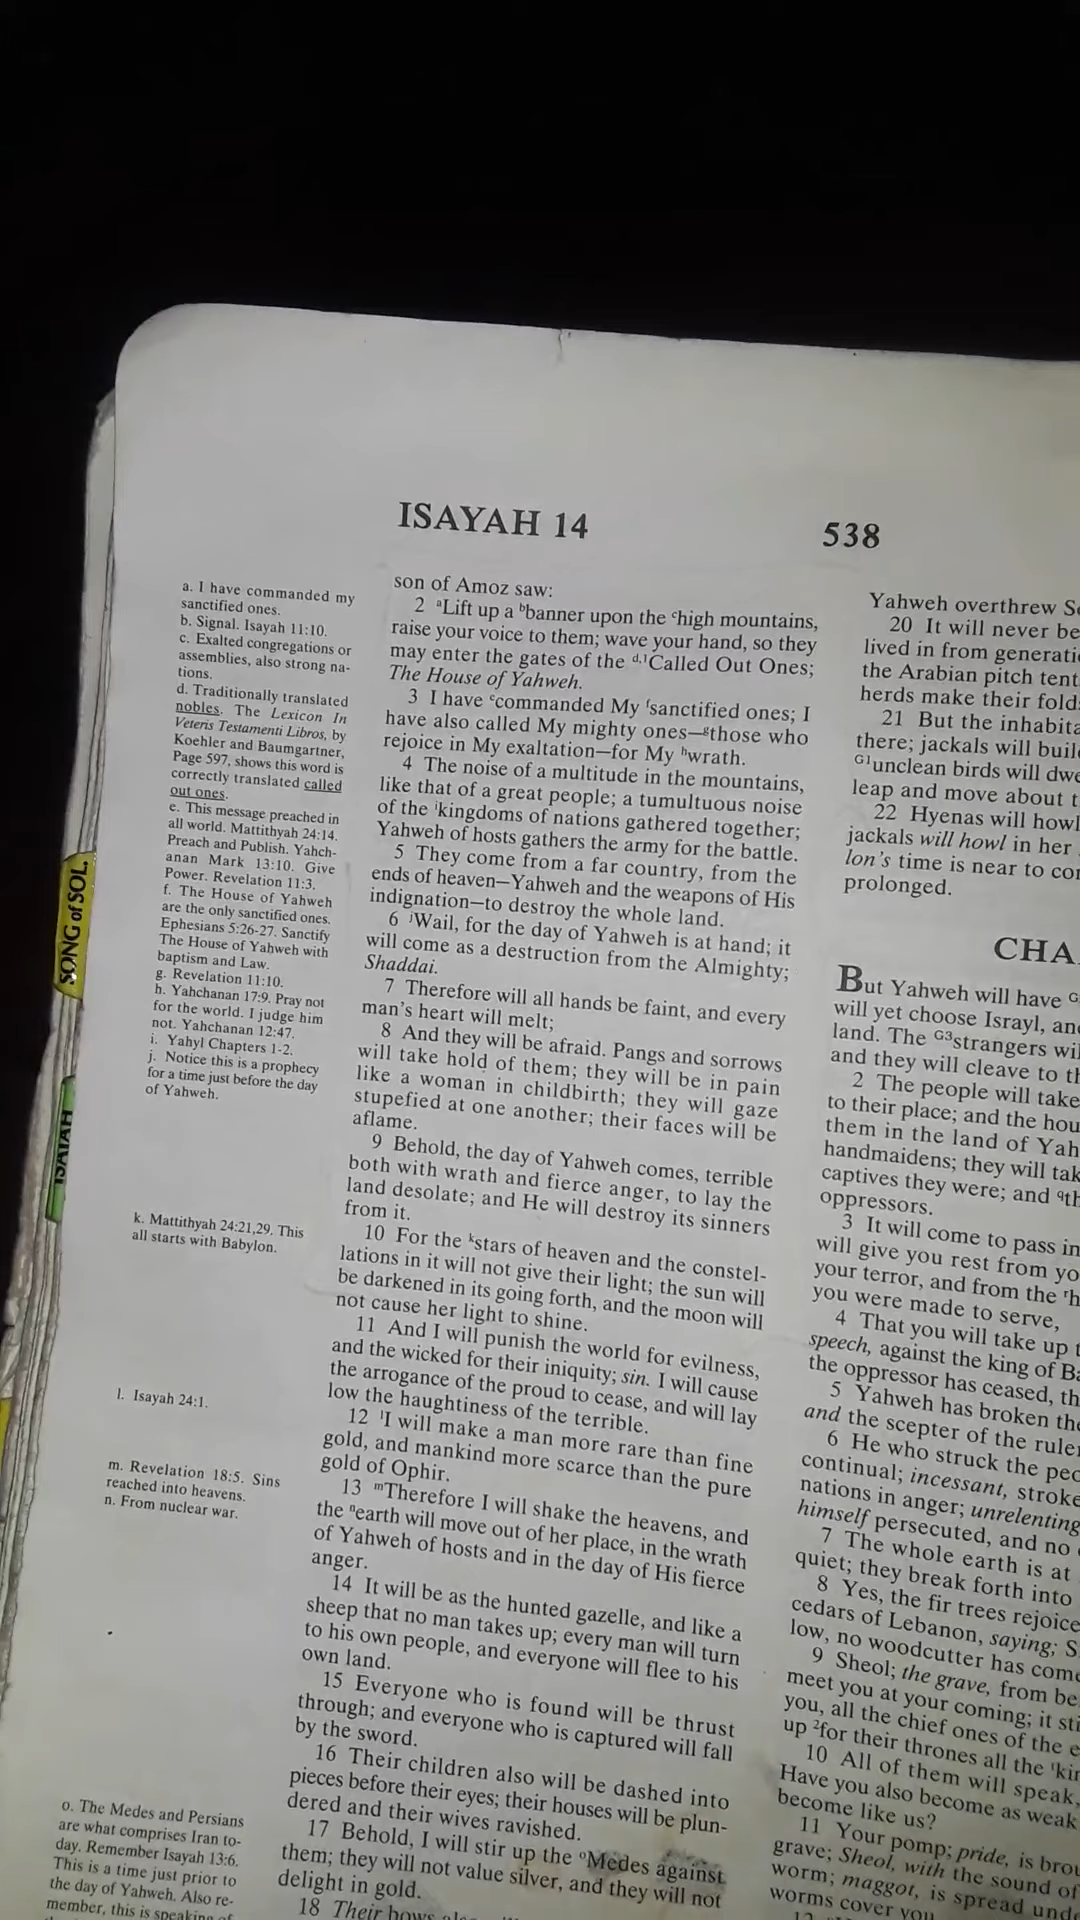 ISAYAH 14
538
a. I have commanded my
sanctified ones.
b. Signal. Isayah 11:10.
c. Exalted congregations or
assemblies, also strong na-
tions.
d. Traditionally translated
nobles. The Lexicon In
Veteris Testamenti Libros, by
Koehler and Baumgartner,
Page 597, shows this word is
correctly translated called
out ones.
e. This message preached in
all world. Mattithyah 24:14.
Preach and Publish. Yahch-
anan Mark 13:10. Give
Power. Revelation 11:3.
f. The House of Yahweh
are the only sanctified ones.
Ephesians 5:26-27. Sanctify
The House of Yahweh with
baptism and Law.
g. Revelation 11:10.
h. Yahchanan 17:9. Pray not
for the world. I judge him
not. Yahchanan 12:47.
i. Yahyl Chapters 1-2.
j. Notice this is a prophecy
for a time just before the day
of Yahweh.
k. Mattithyah 24:21,29. This
all starts with Babylon.
l. Isayah 24:1.
m. Revelation 18:5. Sins
reached into heavens.
n. From nuclear war.
o. The Medes and Persians
are what comprises Iran to-
day. Remember Isayah 13:6.
This is a time just prior to
the day of Yahweh. Also re-
member, this is speaking of
son of Amoz saw:
2 aLift up a bbanner upon the chigh mountains,
raise your voice to them; wave your hand, so they
may enter the gates of the d,1Called Out Ones;
The House of Yahweh.
3 I have ecommanded My fsanctified ones; I
have also called My mighty ones—gthose who
rejoice in My exaltation—for My hwrath.
4 The noise of a multitude in the mountains,
like that of a great people; a tumultuous noise
of the ikingdoms of nations gathered together;
Yahweh of hosts gathers the army for the battle.
5 They come from a far country, from the
ends of heaven—Yahweh and the weapons of His
indignation—to destroy the whole land.
6 jWail, for the day of Yahweh is at hand; it
will come as a destruction from the Almighty;
Shaddai.
7 Therefore will all hands be faint, and every
man's heart will melt;
8 And they will be afraid. Pangs and sorrows
will take hold of them; they will be in pain
like a woman in childbirth; they will gaze
stupefied at one another; their faces will be
aflame.
9 Behold, the day of Yahweh comes, terrible
both with wrath and fierce anger, to lay the
land desolate; and He will destroy its sinners
from it.
10 For the kstars of heaven and the constel-
lations in it will not give their light; the sun will
be darkened in its going forth, and the moon will
not cause her light to shine.
11 And I will punish the world for evilness,
and the wicked for their iniquity; sin. I will cause
the arrogance of the proud to cease, and will lay
low the haughtiness of the terrible.
12 lI will make a man more rare than fine
gold, and mankind more scarce than the pure
gold of Ophir.
13 mTherefore I will shake the heavens, and
the nearth will move out of her place, in the wrath
of Yahweh of hosts and in the day of His fierce
anger.
14 It will be as the hunted gazelle, and like a
sheep that no man takes up; every man will turn
to his own people, and everyone will flee to his
own land.
15 Everyone who is found will be thrust
through; and everyone who is captured will fall
by the sword.
16 Their children also will be dashed into
pieces before their eyes; their houses will be plun-
dered and their wives ravished.
17 Behold, I will stir up the oMedes against
them; they will not value silver, and they will not
delight in gold.
18 Their bows
Yahweh overthrew
20 It will never be
lived in from generati
the Arabian pitch tent
herds make their fold
21 But the inhabita
there; jackals will buil
G1unclean birds will dwe
leap and move about t
22 Hyenas will howl
jackals will howl in her
lon's time is near to co
prolonged.
CHA
But Yahweh will have G
will yet choose Israyl, an
land. The G3strangers wil
and they will cleave to th
2 The people will take
to their place; and the hou
them in the land of Yah
handmaidens; they will tak
captives they were; and qth
oppressors.
3 It will come to pass in
will give you rest from yo
your terror, and from the rh
you were made to serve,
4 That you will take up t
speech, against the king of Ba
the oppressor has ceased, th
5 Yahweh has broken the
and the scepter of the ruler
6 He who struck the peo
continual; incessant, stroke
nations in anger; unrelenting
himself persecuted, and no
7 The whole earth is at
quiet; they break forth into
8 Yes, the fir trees rejoice
cedars of Lebanon, saying; S
low, no woodcutter has come
9 Sheol; the grave, from be
meet you at your coming; it sti
you, all the chief ones of the e
up 2for their thrones all the kin
10 All of them will speak,
Have you also become as weak
become like us?
11 Your pomp; pride, is brou
grave; Sheol, with the sound of
worm; maggot, is spread und
worms cover you
SONG of SOL.
ISAIAH